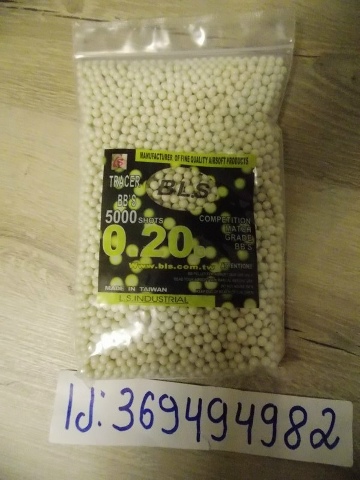 MANUFACTURER OF FINE QUALITY AIRSOFT PRODUCTS
TRACER
BB'S
BLS
5000 SHOTS
COMPETITION
MATCH
GRADE
BB'S
0.20
www.bls.com.tw
MADE IN TAIWAN
L.S. INDUSTRIAL
Id: 369494982